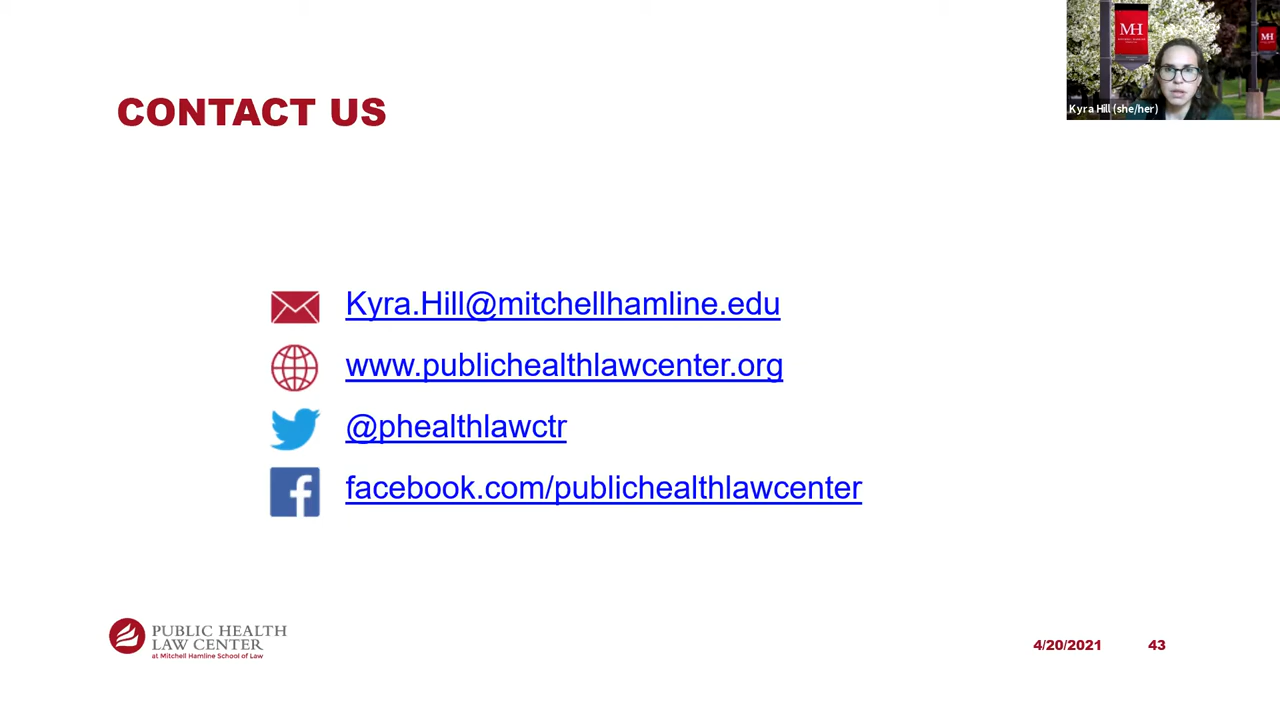 CONTACT US
MH
MH
Kyra Hill (she/her)
Kyra.Hill@mitchellhamline.edu
www.publichealthlawcenter.org
@phealthlawctr
facebook.com/publichealthlawcenter
PUBLIC HEALTH
LAW CENTER
at Mitchell Hamline School of Law
4/20/2021 43